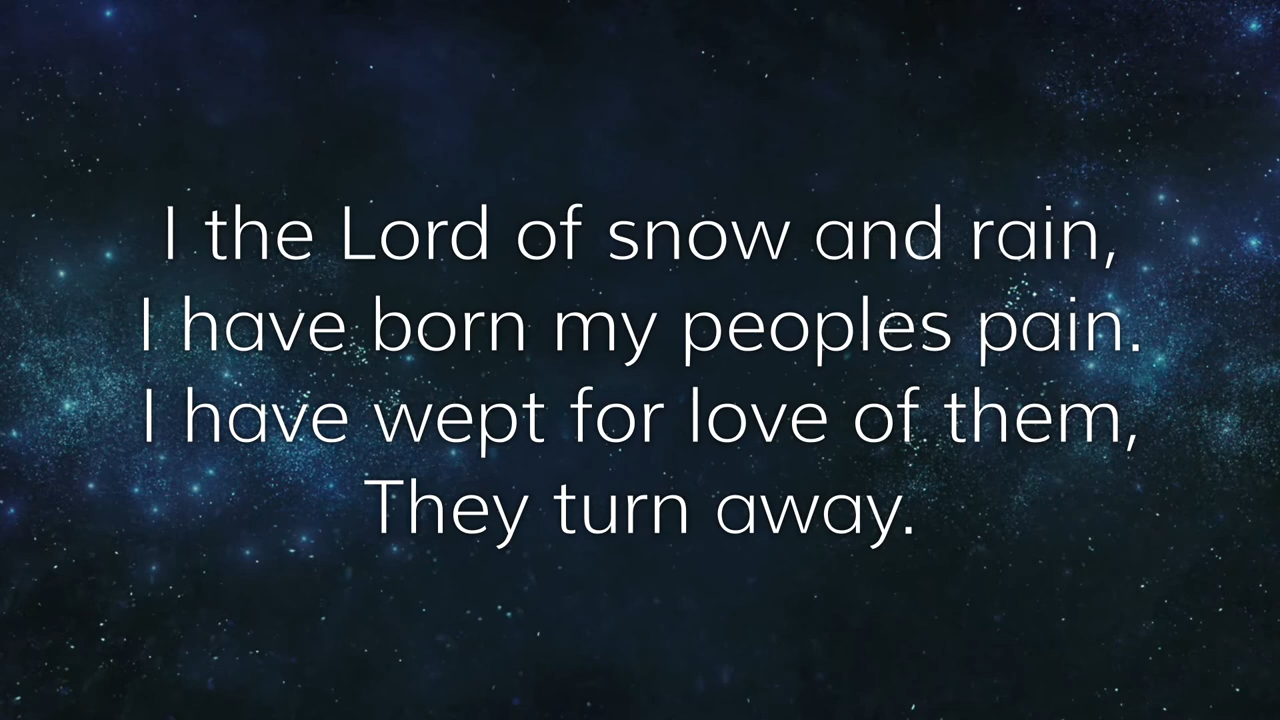 I the Lord of snow and rain,
I have born my peoples pain.
I have wept for love of them,
They turn away.